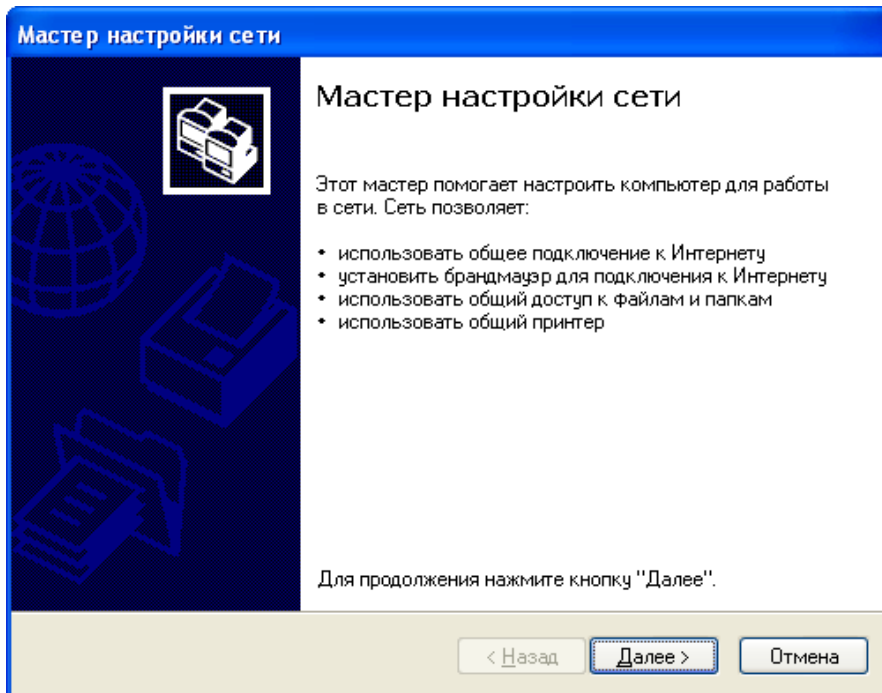 Мастер настройки сети
Мастер настройки сети
Этот мастер помогает настроить компьютер для работы
в сети. Сеть позволяет:
• использовать общее подключение к Интернету
• установить брандмауэр для подключения к Интернету
• использовать общий доступ к файлам и папкам
• использовать общий принтер
Для продолжения нажмите кнопку "Далее".
< Назад Далее > Отмена